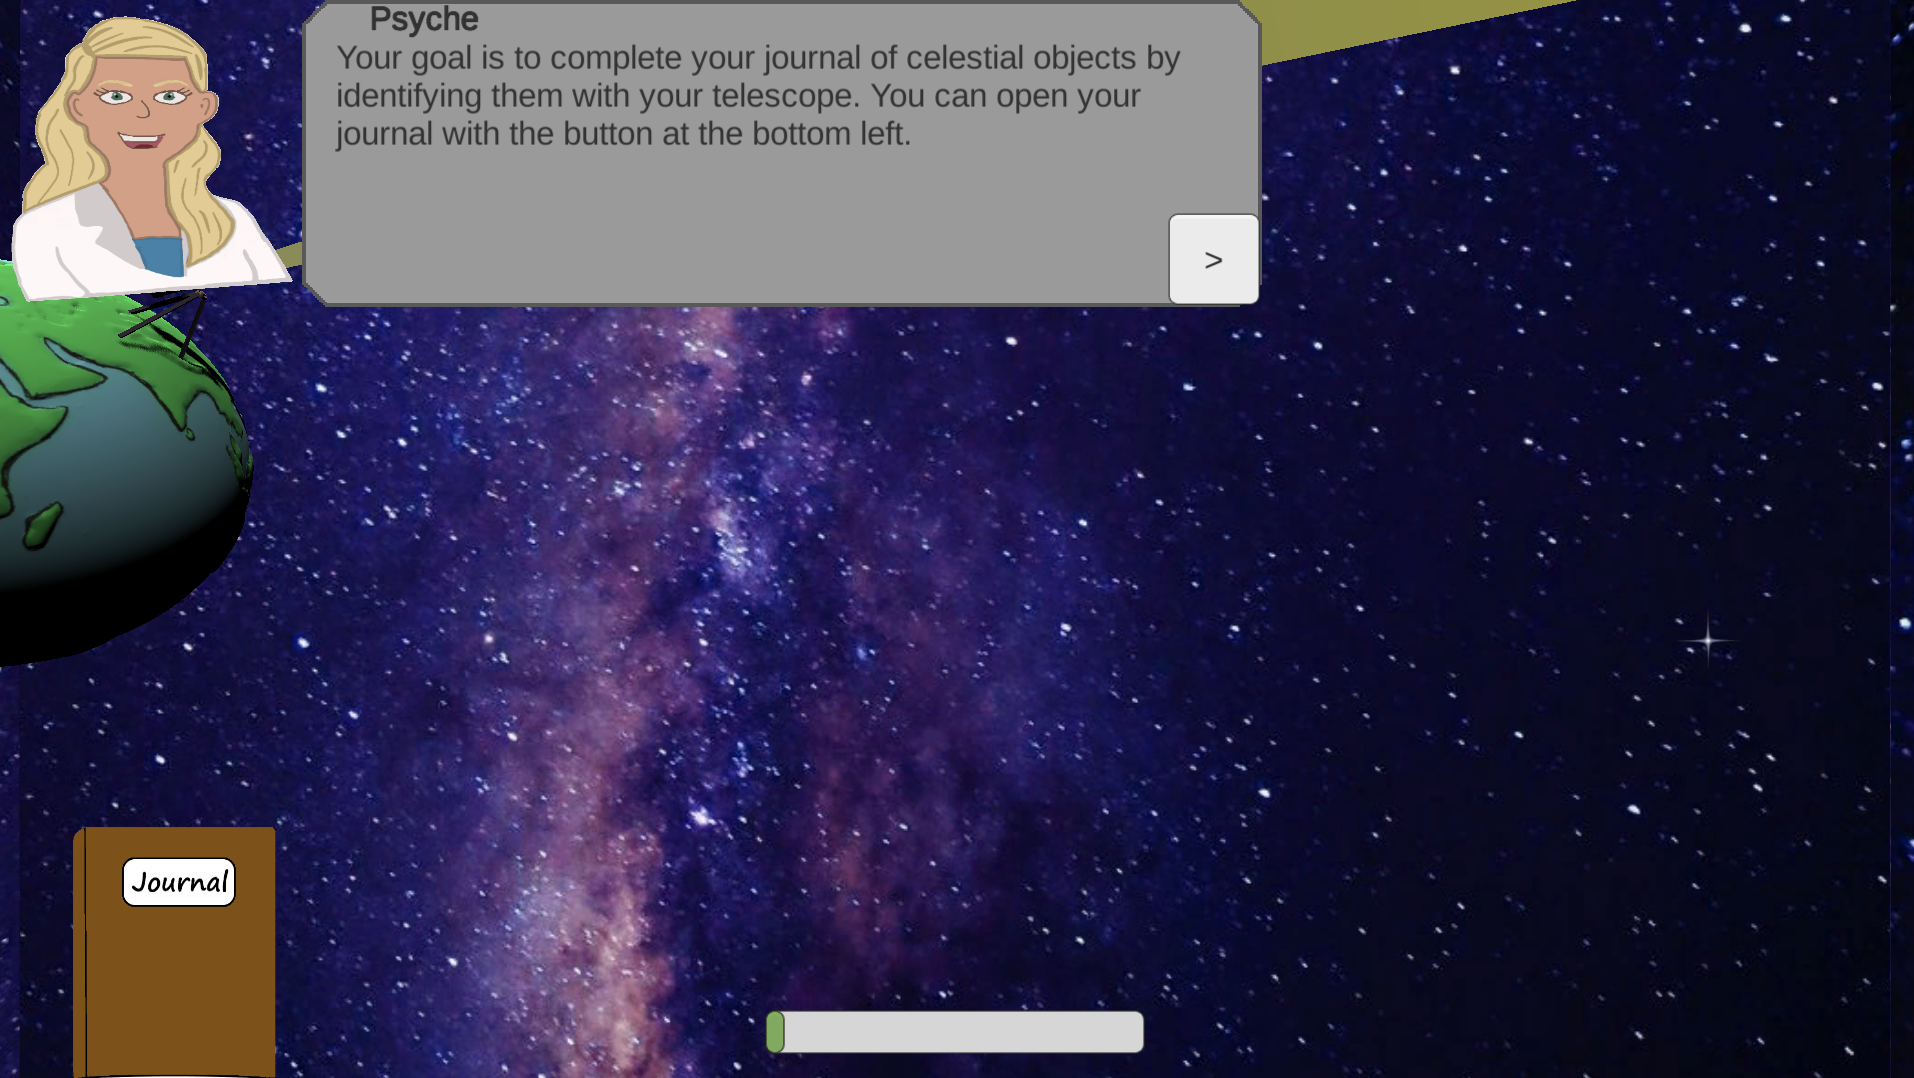 Psyche
Your goal is to complete your journal of celestial objects by
identifying them with your telescope. You can open your
journal with the button at the bottom left.
>
Journal